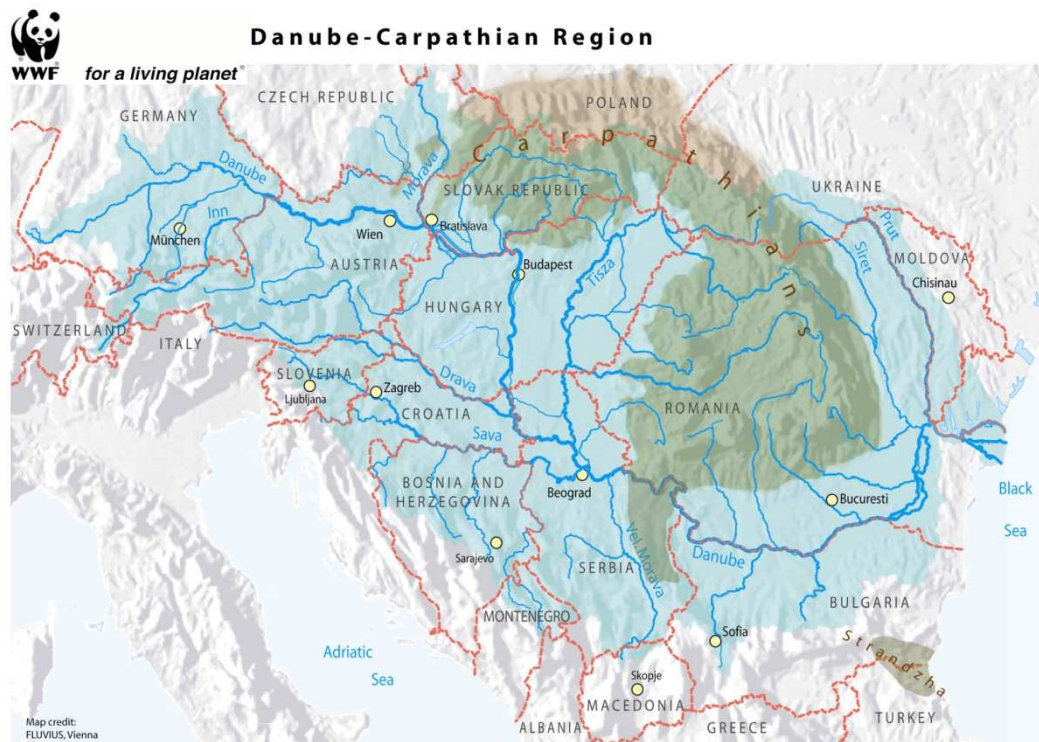 Danube-Carpathian Region
WWF
for a living planet®
CZECH REPUBLIC
POLAND
GERMANY
Carpathians
Danube
Morava
SLOVAK REPUBLIC
UKRAINE
Inn
Prut
München
Wien
Bratislava
Siret
MOLDOVA
AUSTRIA
Budapest
Tisza
Chisinau
HUNGARY
SWITZERLAND
ITALY
SLOVENIA
Ljubljana
Zagreb
Drava
CROATIA
ROMANIA
Sava
BOSNIA AND
HERZEGOVINA
Beograd
Bucuresti
Black
Sea
Sarajevo
Vel.Morava
Danube
SERBIA
MONTENEGRO
BULGARIA
Sofia
Strandzha
Adriatic
Sea
Skopje
MACEDONIA
ALBANIA
GREECE
TURKEY
Map credit:
FLUVIUS, Vienna